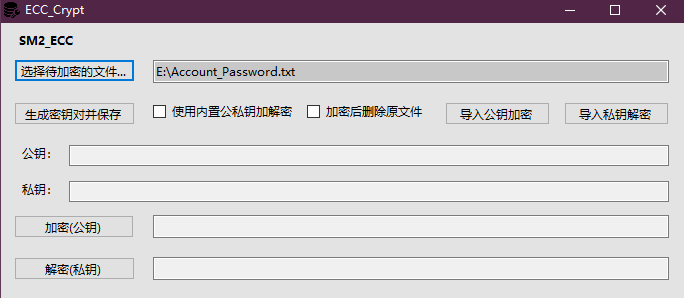 ECC_Crypt
SM2_ECC
选择待加密的文件... E:\Account_Password.txt
生成密钥对并保存 使用内置公私钥加解密 加密后删除原文件 导入公钥加密 导入私钥解密
公钥：
私钥：
加密(公钥)
解密(私钥)